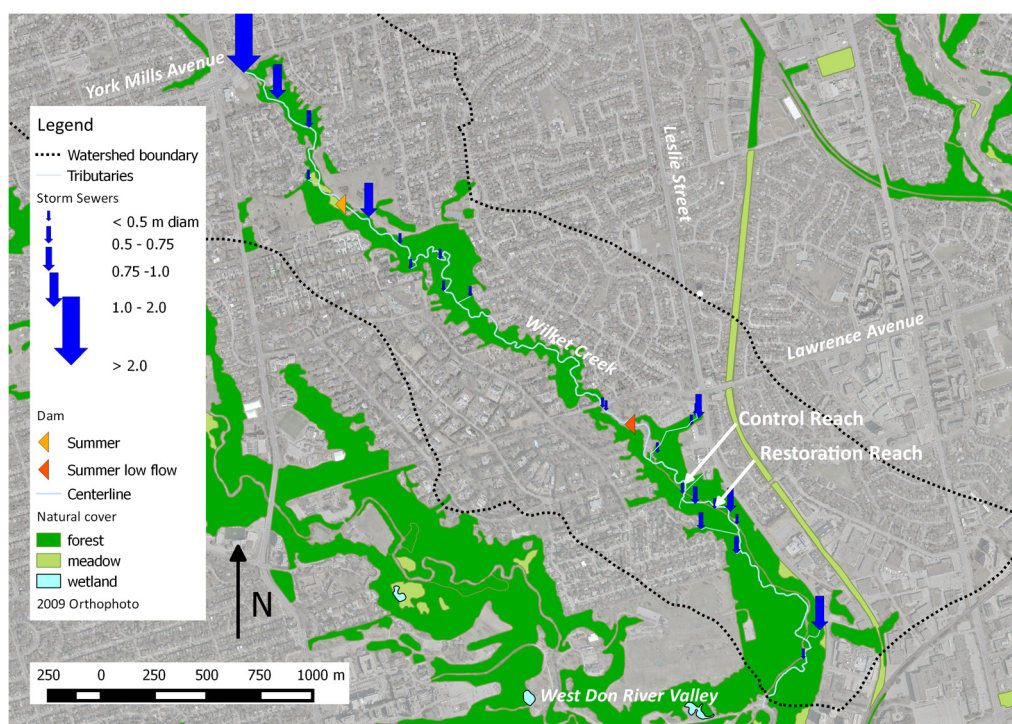 York Mills Avenue
Leslie Street
Legend
Watershed boundary
Tributaries
Storm Sewers
< 0.5 m diam
0.5 - 0.75
0.75 -1.0
1.0 - 2.0
> 2.0
Dam
Summer
Summer low flow
Centerline
Natural cover
forest
meadow
wetland
2009 Orthophoto
N
Wilket Creek
Lawrence Avenue
Control Reach
Restoration Reach
250 0 250 500 750 1000 m
West Don River Valley